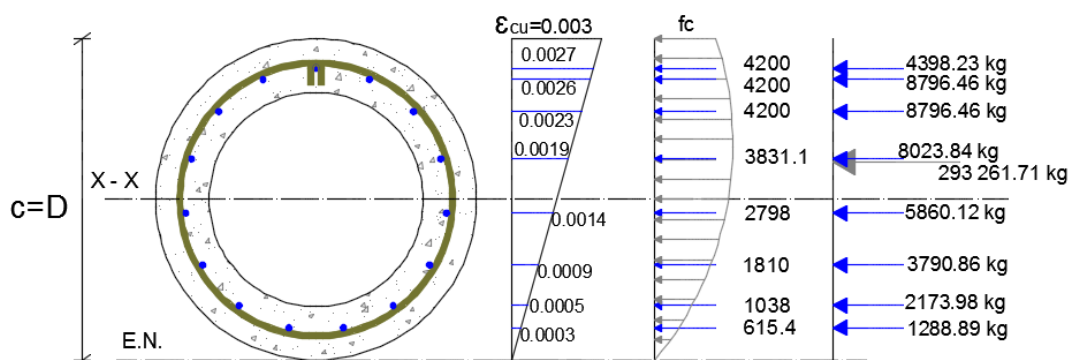 εcu=0.003
fc
0.0027 4200 4398.23 kg
0.0026 4200 8796.46 kg
0.0023 4200 8796.46 kg
0.0019 3831.1 8023.84 kg
293 261.71 kg
X - X
c=D
0.0014 2798 5860.12 kg
0.0009 1810 3790.86 kg
0.0005 1038 2173.98 kg
0.0003 615.4 1288.89 kg
E.N.